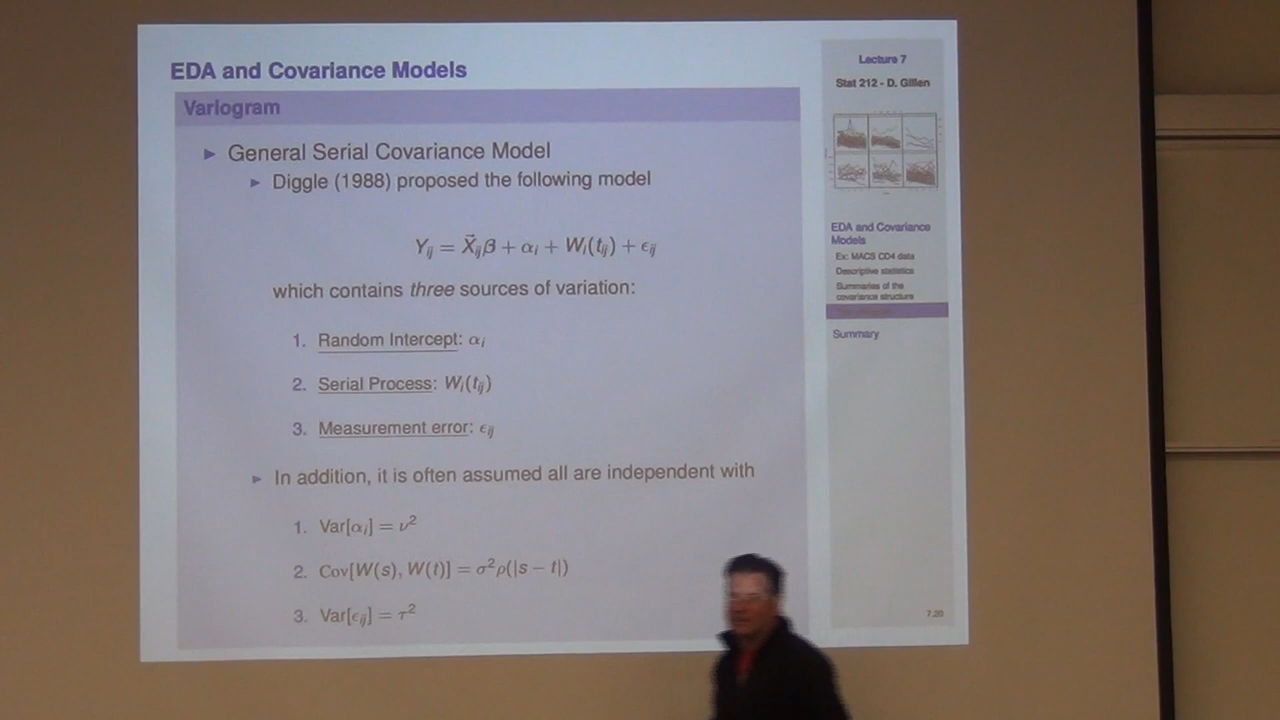 EDA and Covariance Models
Variogram
► General Serial Covariance Model
► Diggle (1988) proposed the following model
Y_ij = X⃗_ij β + α_i + W_i(t_ij) + ϵ_ij
which contains three sources of variation:
1. Random Intercept: α_i
2. Serial Process: W_i(t_ij)
3. Measurement error: ϵ_ij
► In addition, it is often assumed all are independent with
1. Var[α_i] = ν²
2. Cov[W(s), W(t)] = σ²ρ(|s − t|)
3. Var[ϵ_ij] = τ²
Lecture 7
Stat 212 - D. Gillen
EDA and Covariance
Models
Ex: MACS CD4 data
Descriptive statistics
Summaries of the
covariance structure
Summary
7.20